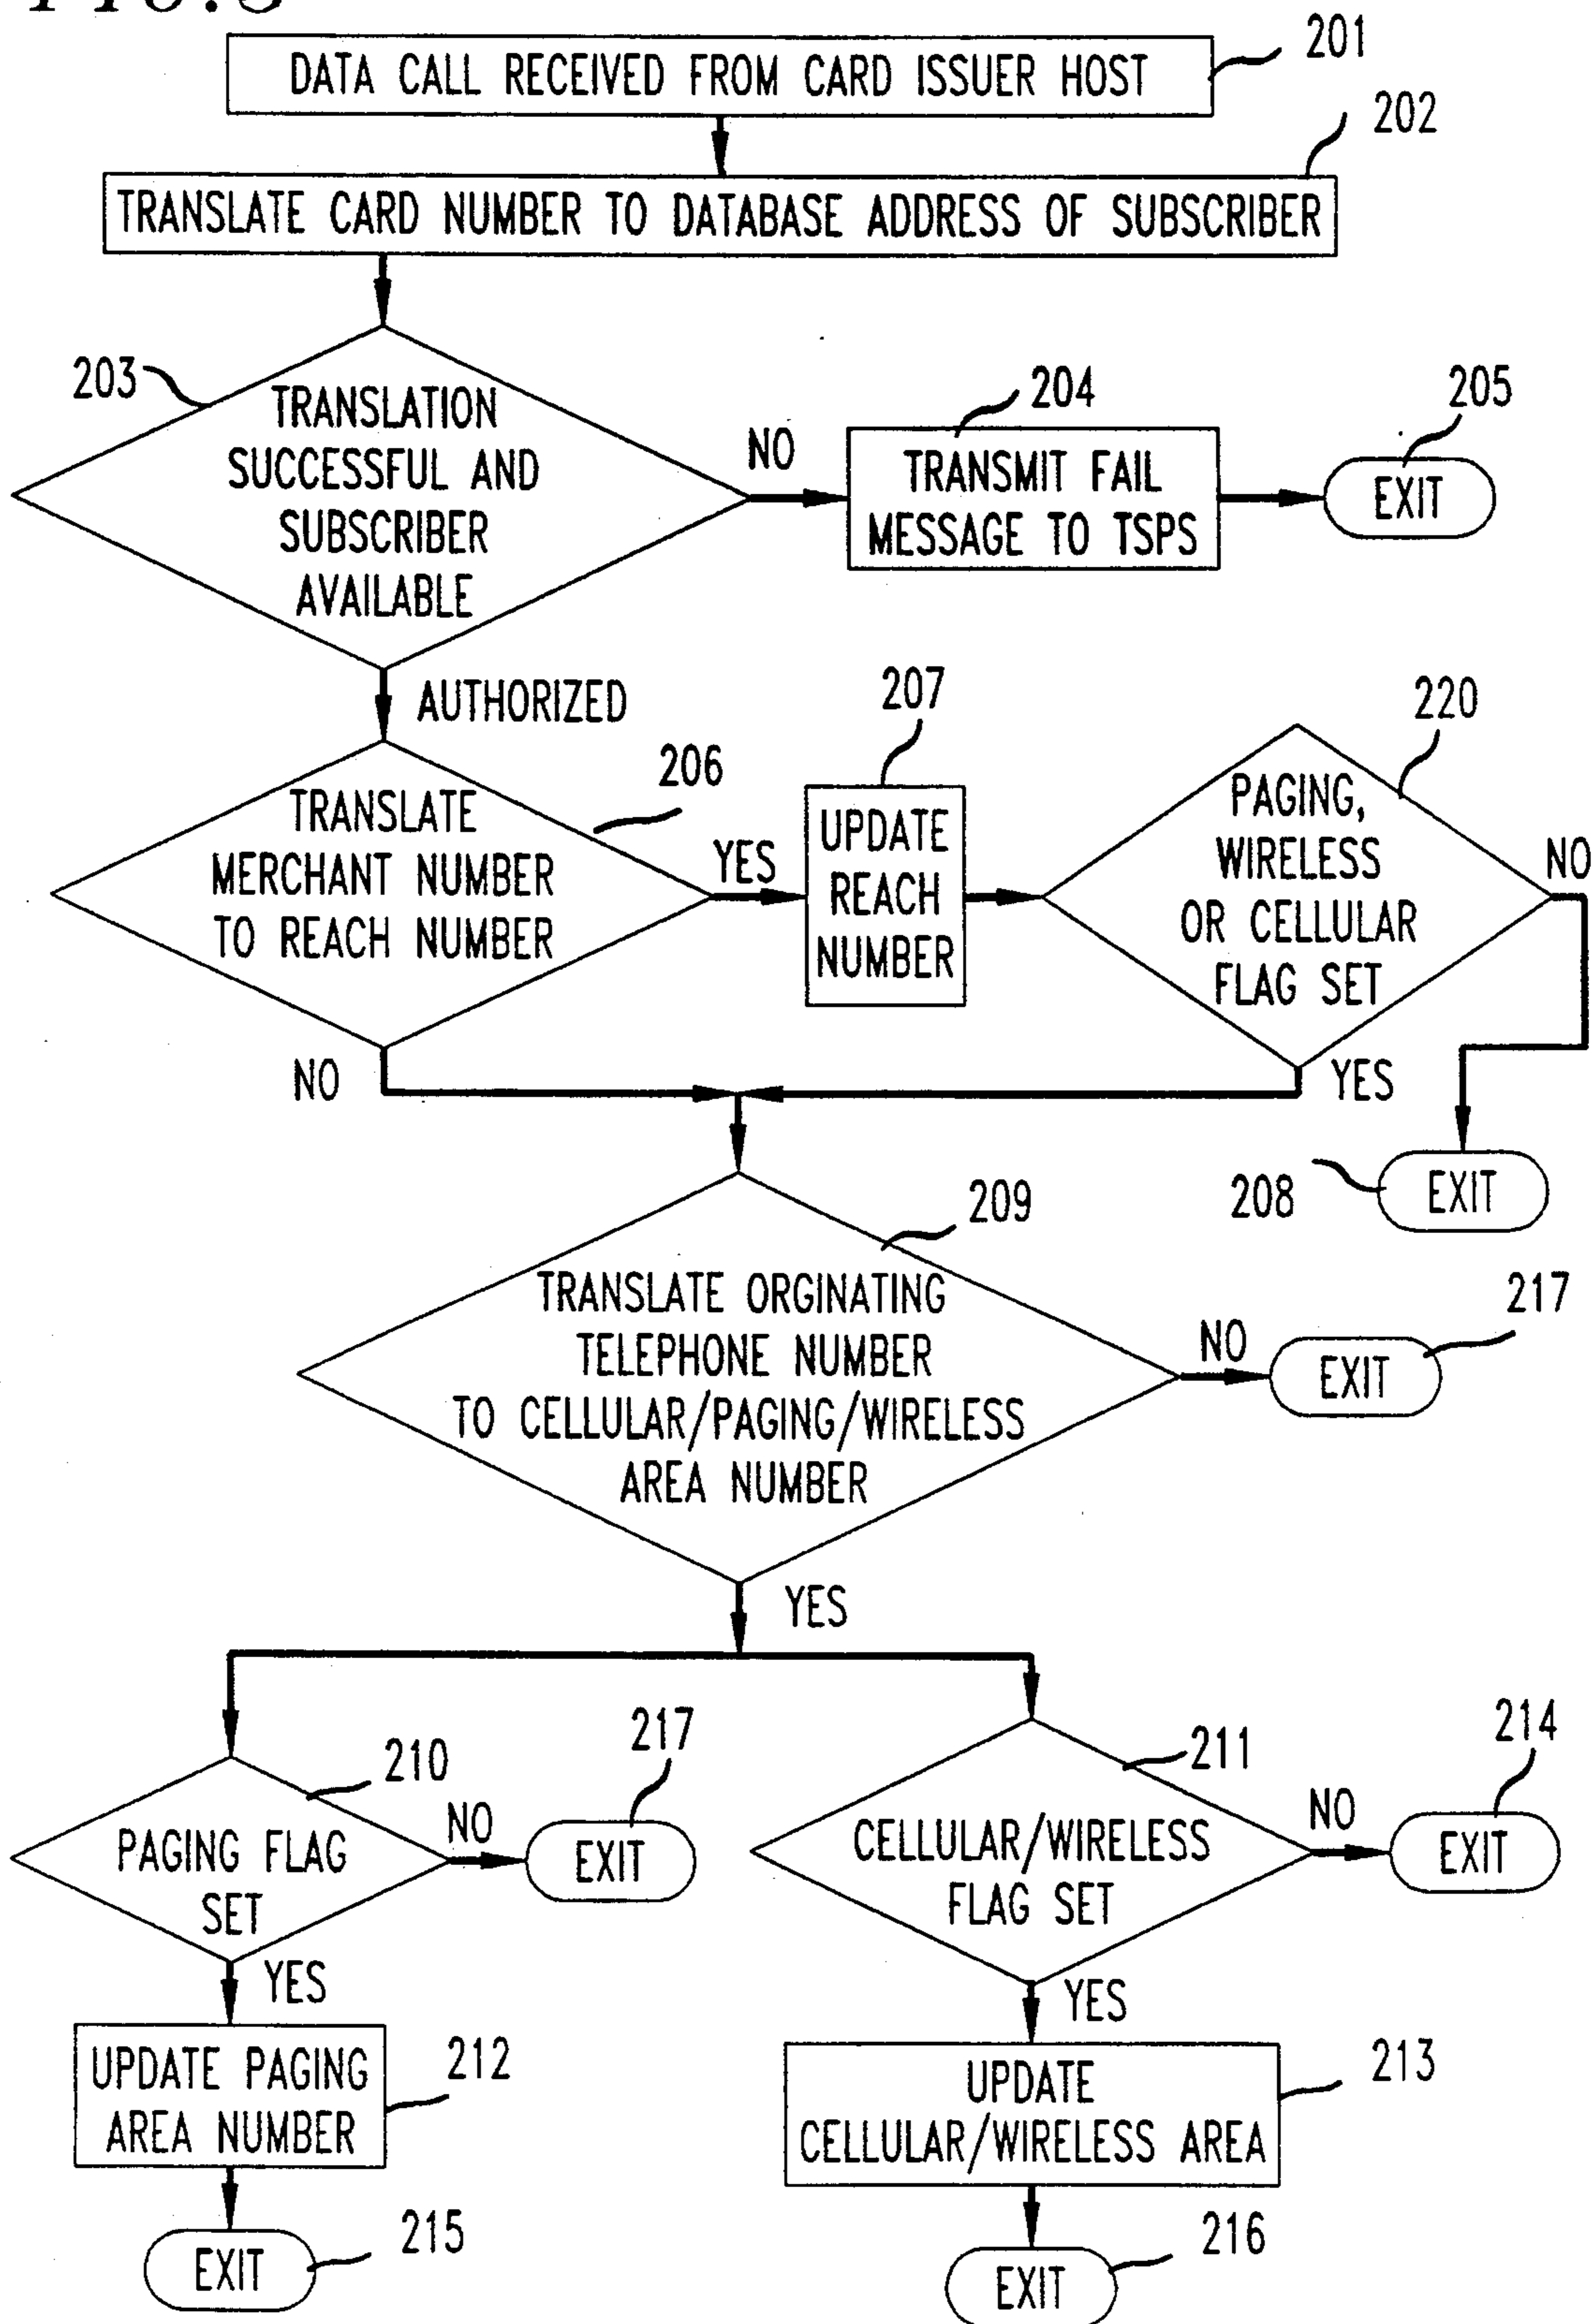 201
DATA CALL RECEIVED FROM CARD ISSUER HOST
202
TRANSLATE CARD NUMBER TO DATABASE ADDRESS OF SUBSCRIBER
203
TRANSLATION
SUCCESSFUL AND
SUBSCRIBER
AVAILABLE
NO
204
TRANSMIT FAIL
MESSAGE TO TSPS
205
EXIT
AUTHORIZED
206
TRANSLATE
MERCHANT NUMBER
TO REACH NUMBER
YES
207
UPDATE
REACH
NUMBER
220
PAGING,
WIRELESS
OR CELLULAR
FLAG SET
NO
NO
YES
208
EXIT
209
TRANSLATE ORGINATING
TELEPHONE NUMBER
TO CELLULAR/PAGING/WIRELESS
AREA NUMBER
NO
217
EXIT
YES
210
PAGING FLAG
SET
NO
217
EXIT
211
CELLULAR/WIRELESS
FLAG SET
NO
214
EXIT
YES
YES
UPDATE PAGING
AREA NUMBER
212
UPDATE
CELLULAR/WIRELESS AREA
213
EXIT
215
EXIT
216